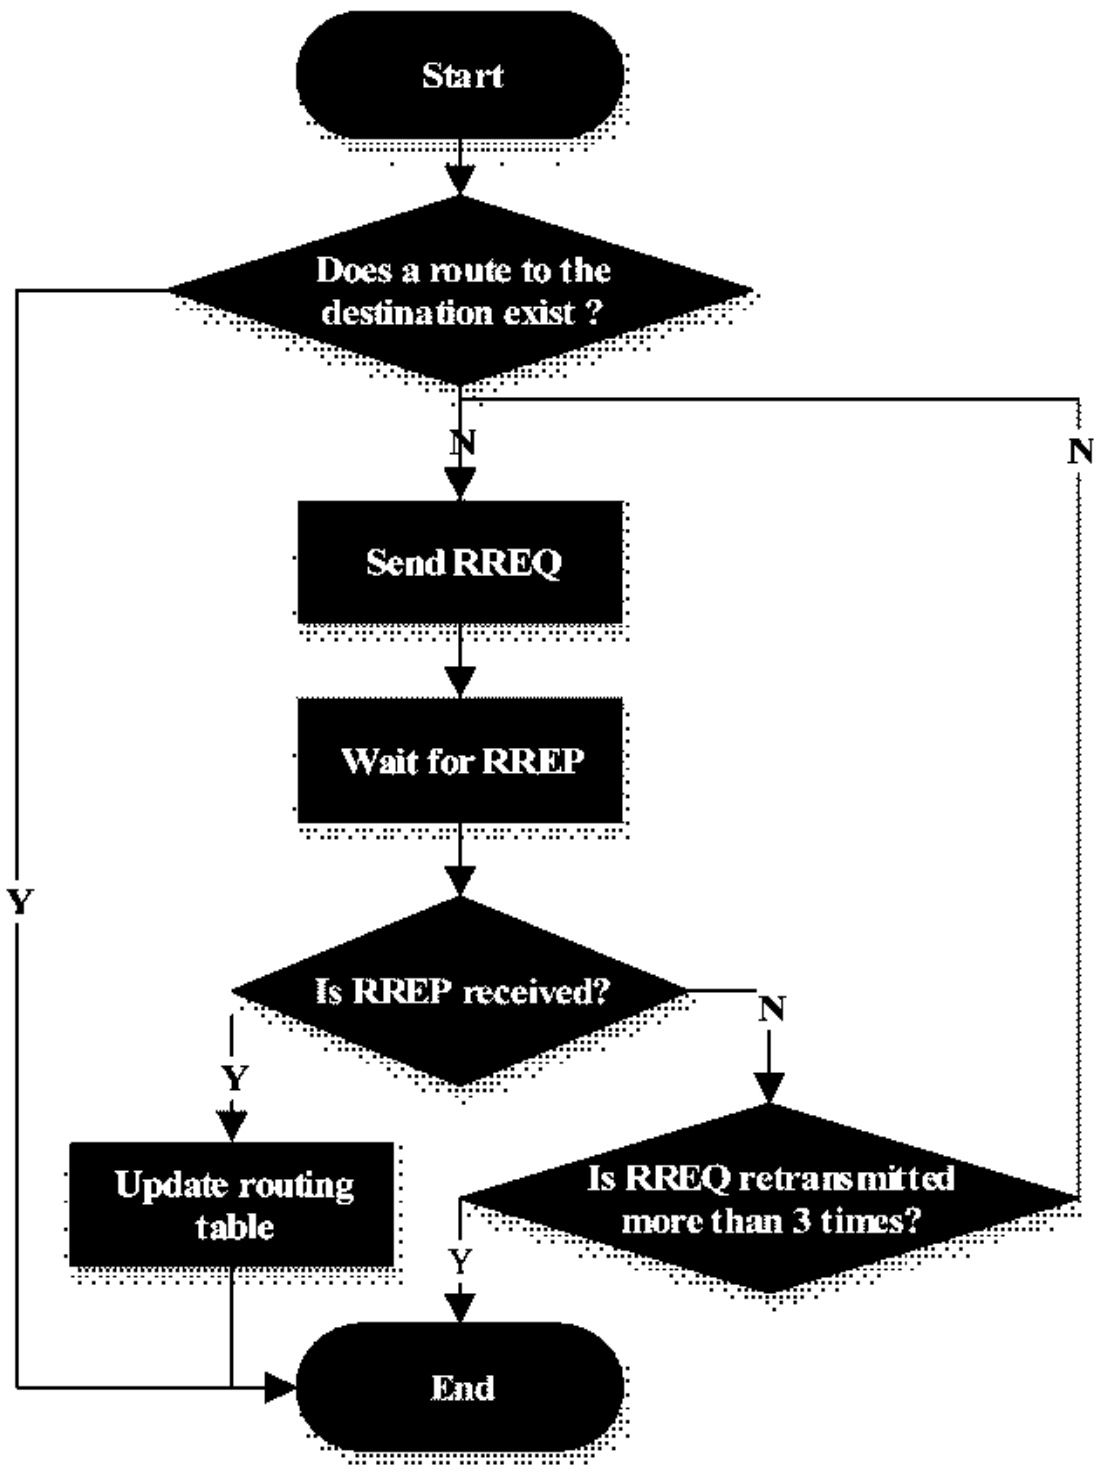 Start
Does a route to the
destination exist ?
N
N
Send RREQ
Wait for RREP
Y
Is RREP received?
N
Y
Update routing
table
Is RREQ retransmitted
more than 3 times?
Y
End